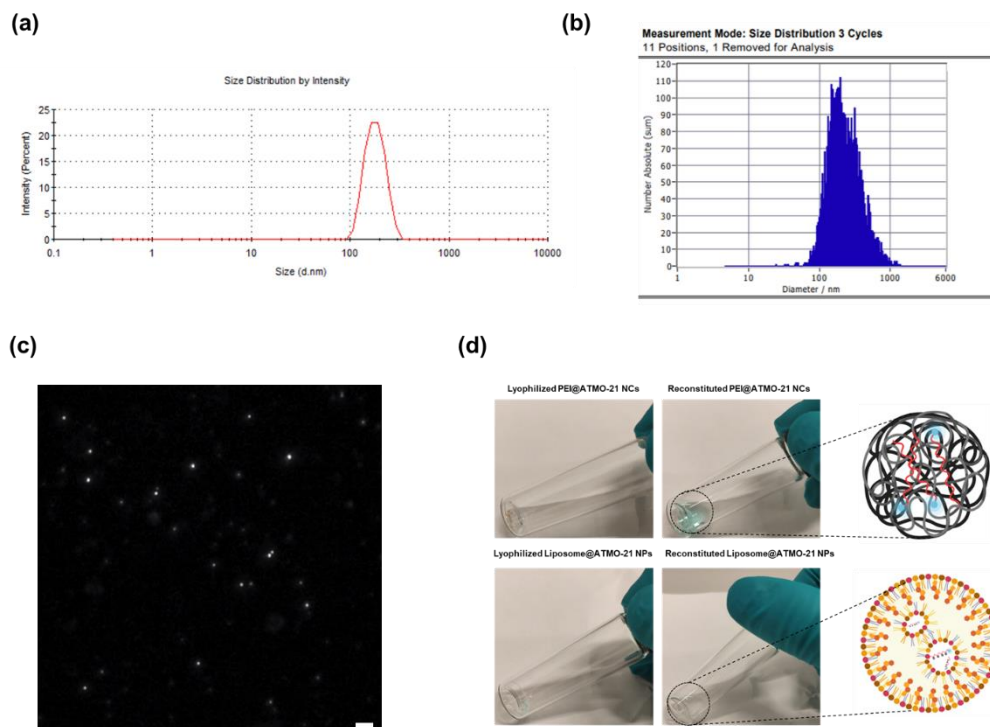 (a)
Size Distribution by Intensity
Intensity (Percent)
25
20
15
10
5
0
0.1 1 10 100 1000 10000
Size (d.nm)
(b)
Measurement Mode: Size Distribution 3 Cycles
11 Positions, 1 Removed for Analysis
Number Absolute (sum)
120
110
100
90
80
70
60
50
40
30
20
10
0
1 10 100 1000 6000
Diameter / nm
(c)
(d)
Lyophilized PEI@ATMO-21 NCs
Reconstituted PEI@ATMO-21 NCs
Lyophilized Liposome@ATMO-21 NPs
Reconstituted Liposome@ATMO-21 NPs